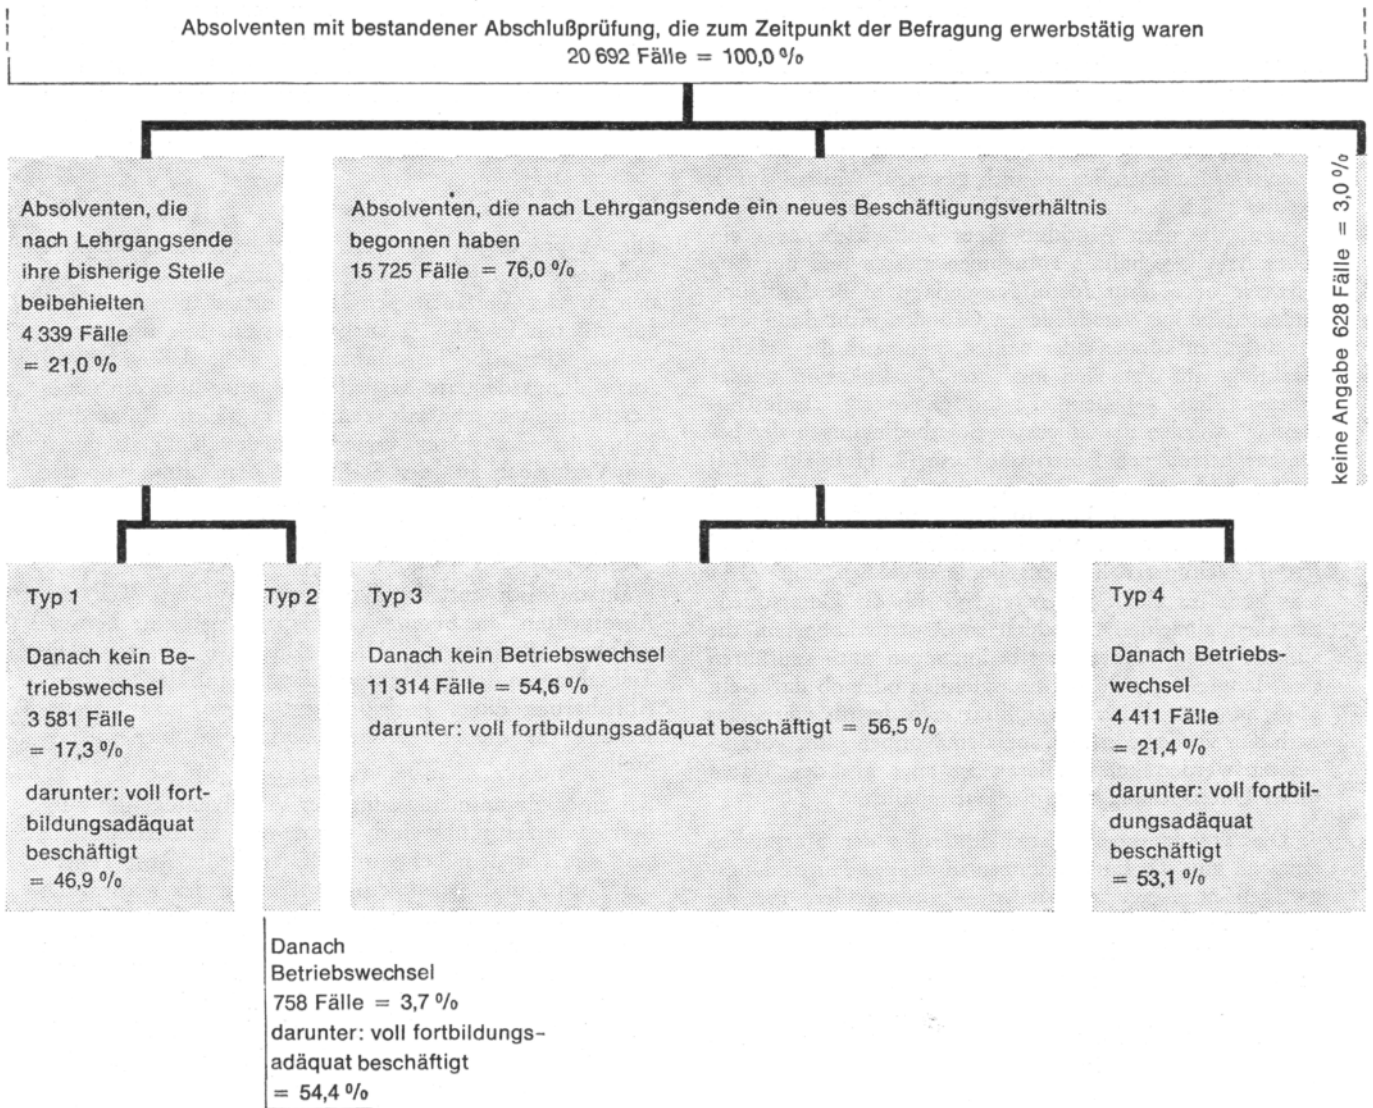 Absolventen mit bestandener Abschlußprüfung, die zum Zeitpunkt der Befragung erwerbstätig waren
20 692 Fälle = 100,0 %
Absolventen, die
nach Lehrgangsende
ihre bisherige Stelle
beibehielten
4 339 Fälle
= 21,0 %
Absolventen, die nach Lehrgangsende ein neues Beschäftigungsverhältnis
begonnen haben
15 725 Fälle = 76,0 %
keine Angabe 628 Fälle = 3,0 %
Typ 1
Danach kein Be-
triebswechsel
3 581 Fälle
= 17,3 %
darunter: voll fort-
bildungsadäquat
beschäftigt
= 46,9 %
Typ 2
Danach
Betriebswechsel
758 Fälle = 3,7 %
darunter: voll fortbildungs-
adäquat beschäftigt
= 54,4 %
Typ 3
Danach kein Betriebswechsel
11 314 Fälle = 54,6 %
darunter: voll fortbildungsadäquat beschäftigt = 56,5 %
Typ 4
Danach Betriebs-
wechsel
4 411 Fälle
= 21,4 %
darunter: voll fortbil-
dungsadäquat
beschäftigt
= 53,1 %